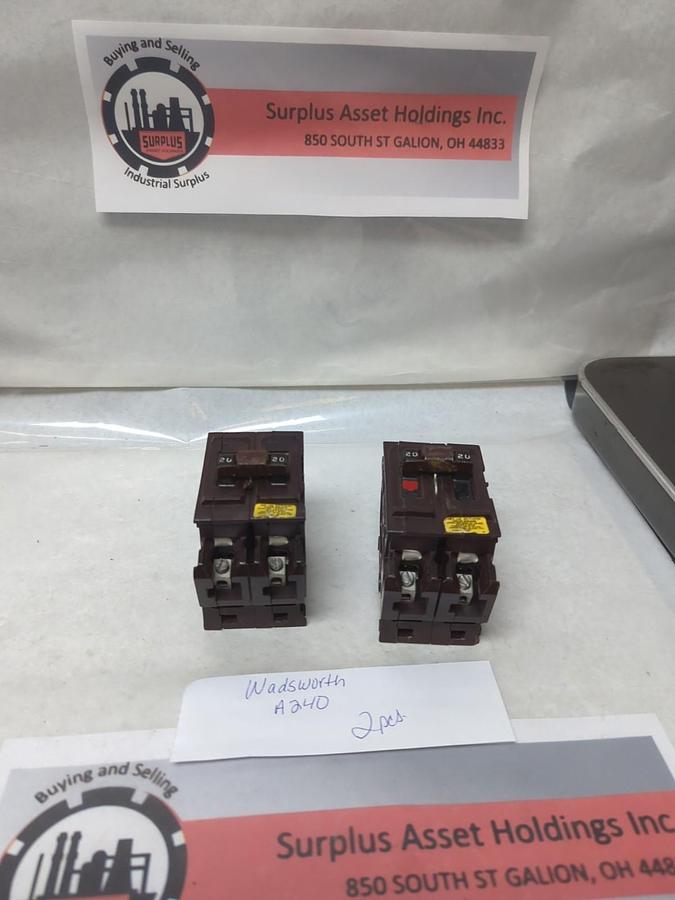 Buying and Selling
SURPLUS
Industrial Surplus
Surplus Asset Holdings Inc.
850 SOUTH ST GALION, OH 44833
20 20
20 20
Wadsworth
A240
2pcs
Buying and Selling
Surplus Asset Holdings Inc.
850 SOUTH ST GALION, OH 448